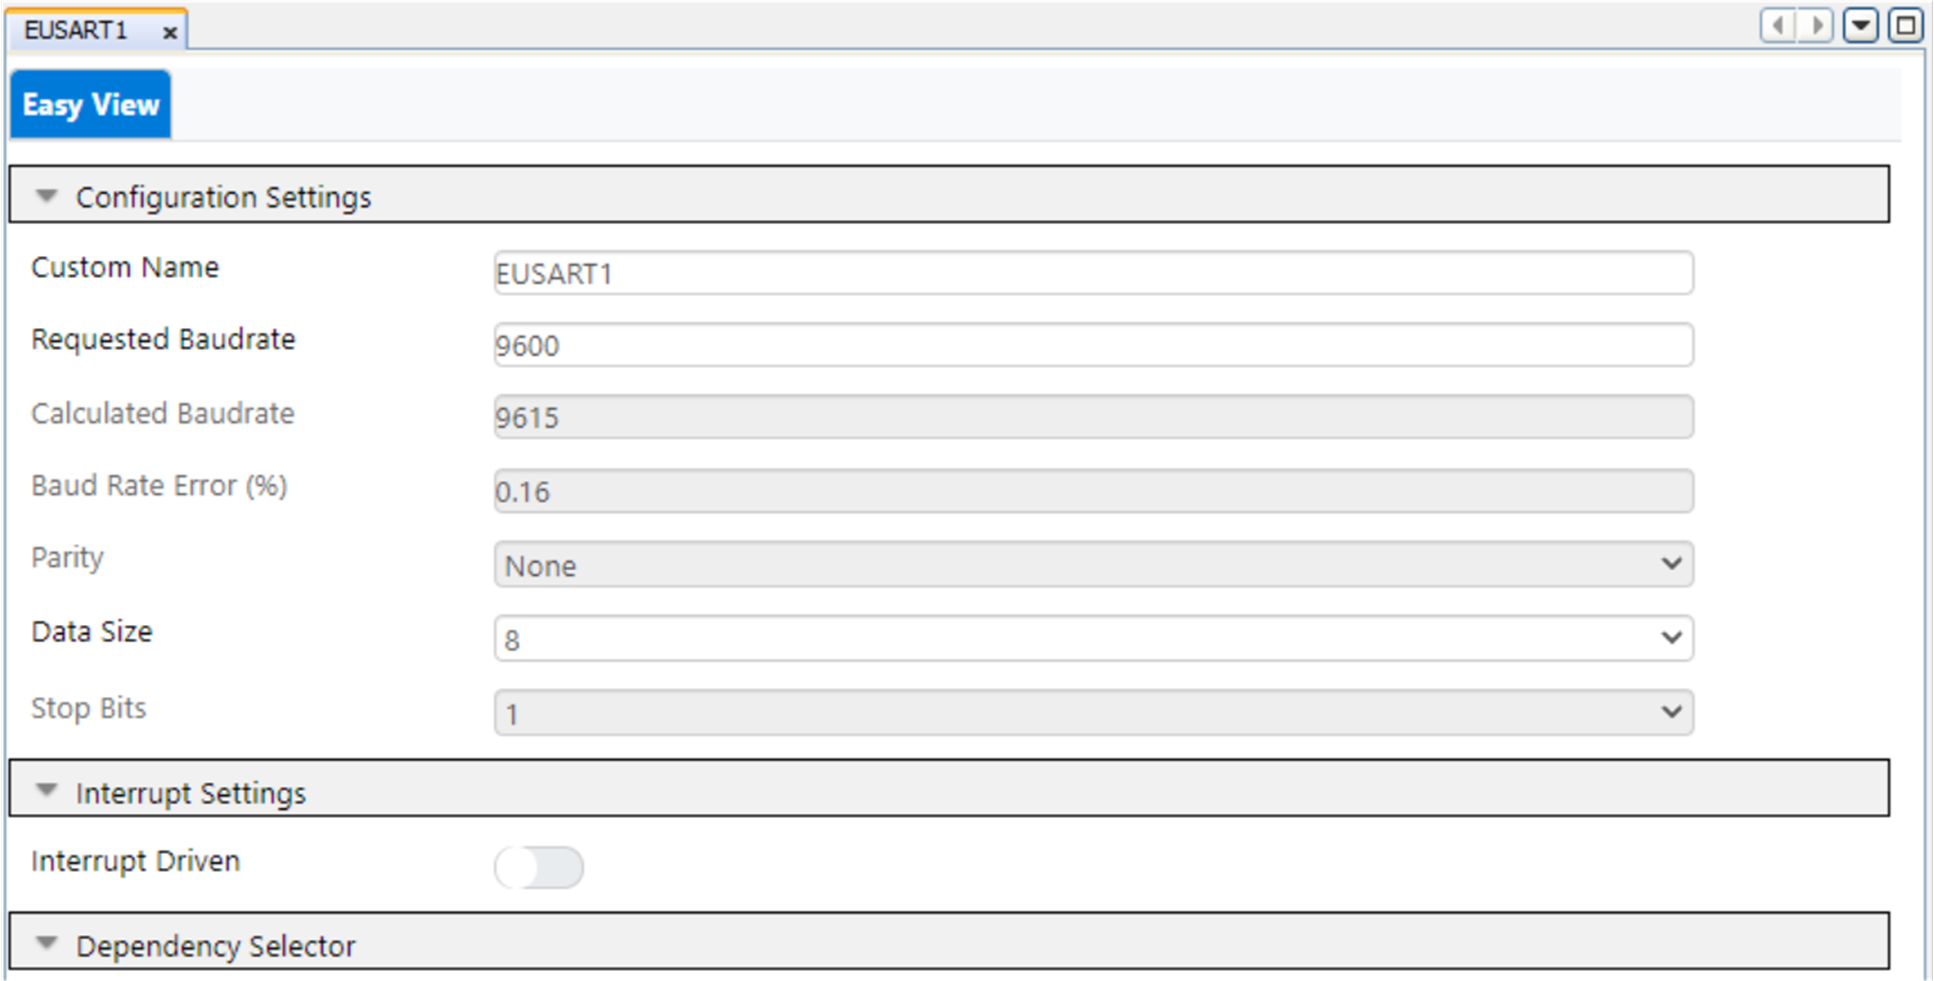 EUSART1 x
Easy View
Configuration Settings
Custom Name EUSART1
Requested Baudrate 9600
Calculated Baudrate 9615
Baud Rate Error (%) 0.16
Parity None
Data Size 8
Stop Bits 1
Interrupt Settings
Interrupt Driven
Dependency Selector